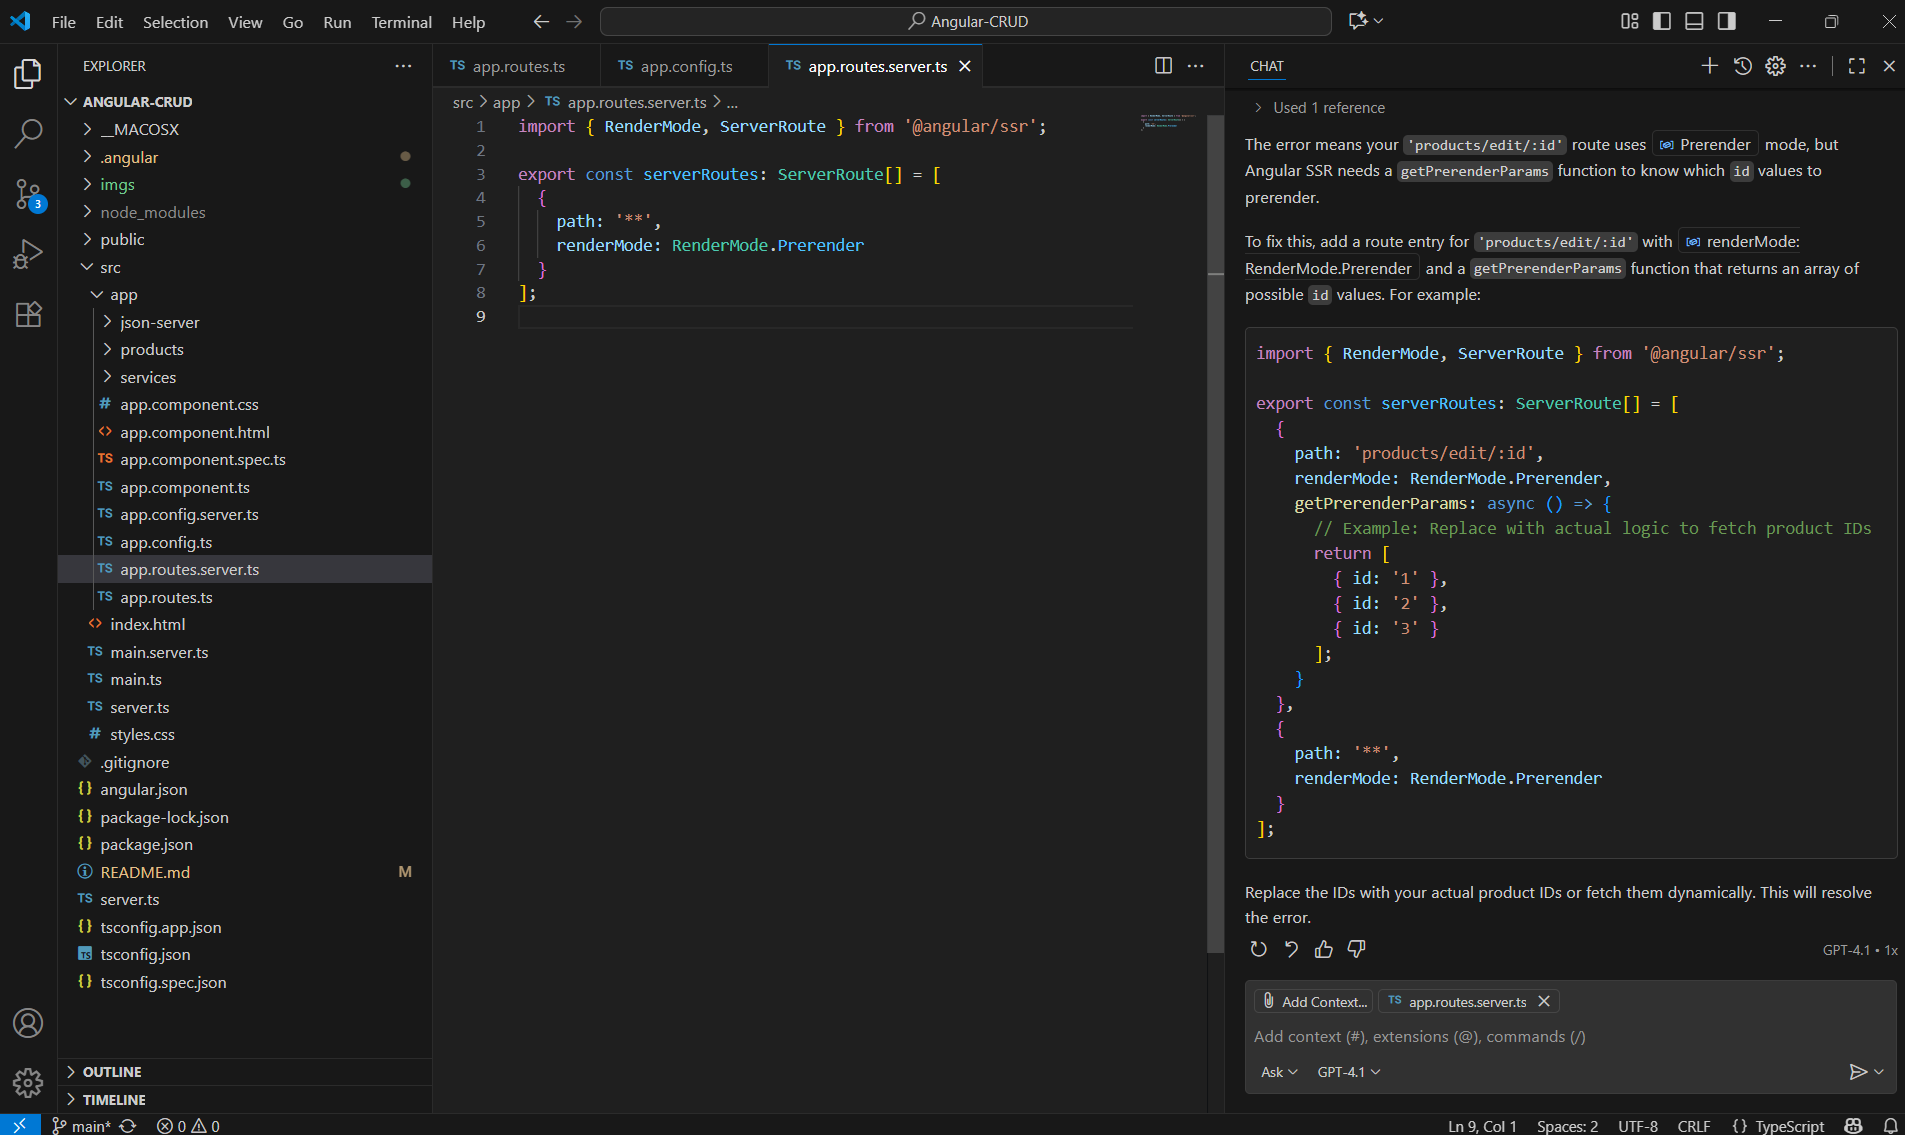 File Edit Selection View Go Run Terminal Help
Angular-CRUD
EXPLORER
ANGULAR-CRUD
__MACOSX
.angular
imgs
node_modules
public
src
app
json-server
products
services
# app.component.css
<> app.component.html
TS app.component.spec.ts
TS app.component.ts
TS app.config.server.ts
TS app.config.ts
TS app.routes.server.ts
TS app.routes.ts
<> index.html
TS main.server.ts
TS main.ts
TS server.ts
# styles.css
.gitignore
{} angular.json
{} package-lock.json
{} package.json
README.md M
TS server.ts
{} tsconfig.app.json
TS tsconfig.json
{} tsconfig.spec.json
OUTLINE
TIMELINE
3
TS app.routes.ts TS app.config.ts TS app.routes.server.ts
src > app > TS app.routes.server.ts > ...
1 import { RenderMode, ServerRoute } from '@angular/ssr';
2
3 export const serverRoutes: ServerRoute[] = [
4 {
5 path: '**',
6 renderMode: RenderMode.Prerender
7 }
8 ];
9
CHAT
Used 1 reference
The error means your 'products/edit/:id' route uses Prerender mode, but
Angular SSR needs a getPrerenderParams function to know which id values to
prerender.
To fix this, add a route entry for 'products/edit/:id' with renderMode:
RenderMode.Prerender and a getPrerenderParams function that returns an array of
possible id values. For example:
import { RenderMode, ServerRoute } from '@angular/ssr';
export const serverRoutes: ServerRoute[] = [
{
path: 'products/edit/:id',
renderMode: RenderMode.Prerender,
getPrerenderParams: async () => {
// Example: Replace with actual logic to fetch product IDs
return [
{ id: '1' },
{ id: '2' },
{ id: '3' }
];
}
},
{
path: '**',
renderMode: RenderMode.Prerender
}
];
Replace the IDs with your actual product IDs or fetch them dynamically. This will resolve
the error.
GPT-4.1 • 1x
Add Context... TS app.routes.server.ts
Add context (#), extensions (@), commands (/)
Ask GPT-4.1
main* 0 0 Ln 9, Col 1 Spaces: 2 UTF-8 CRLF {} TypeScript